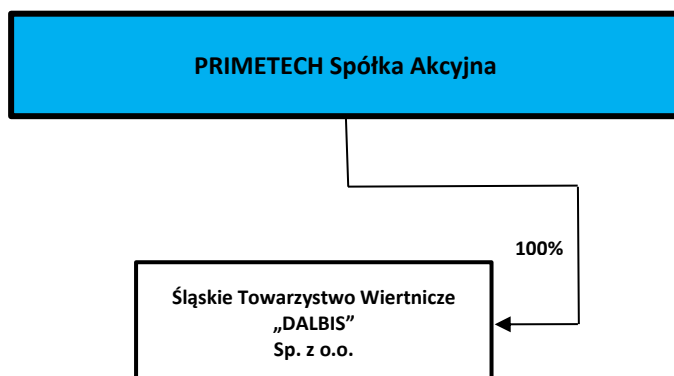 PRIMETECH Spółka Akcyjna
100%
Śląskie Towarzystwo Wiertnicze
„DALBIS”
Sp. z o.o.